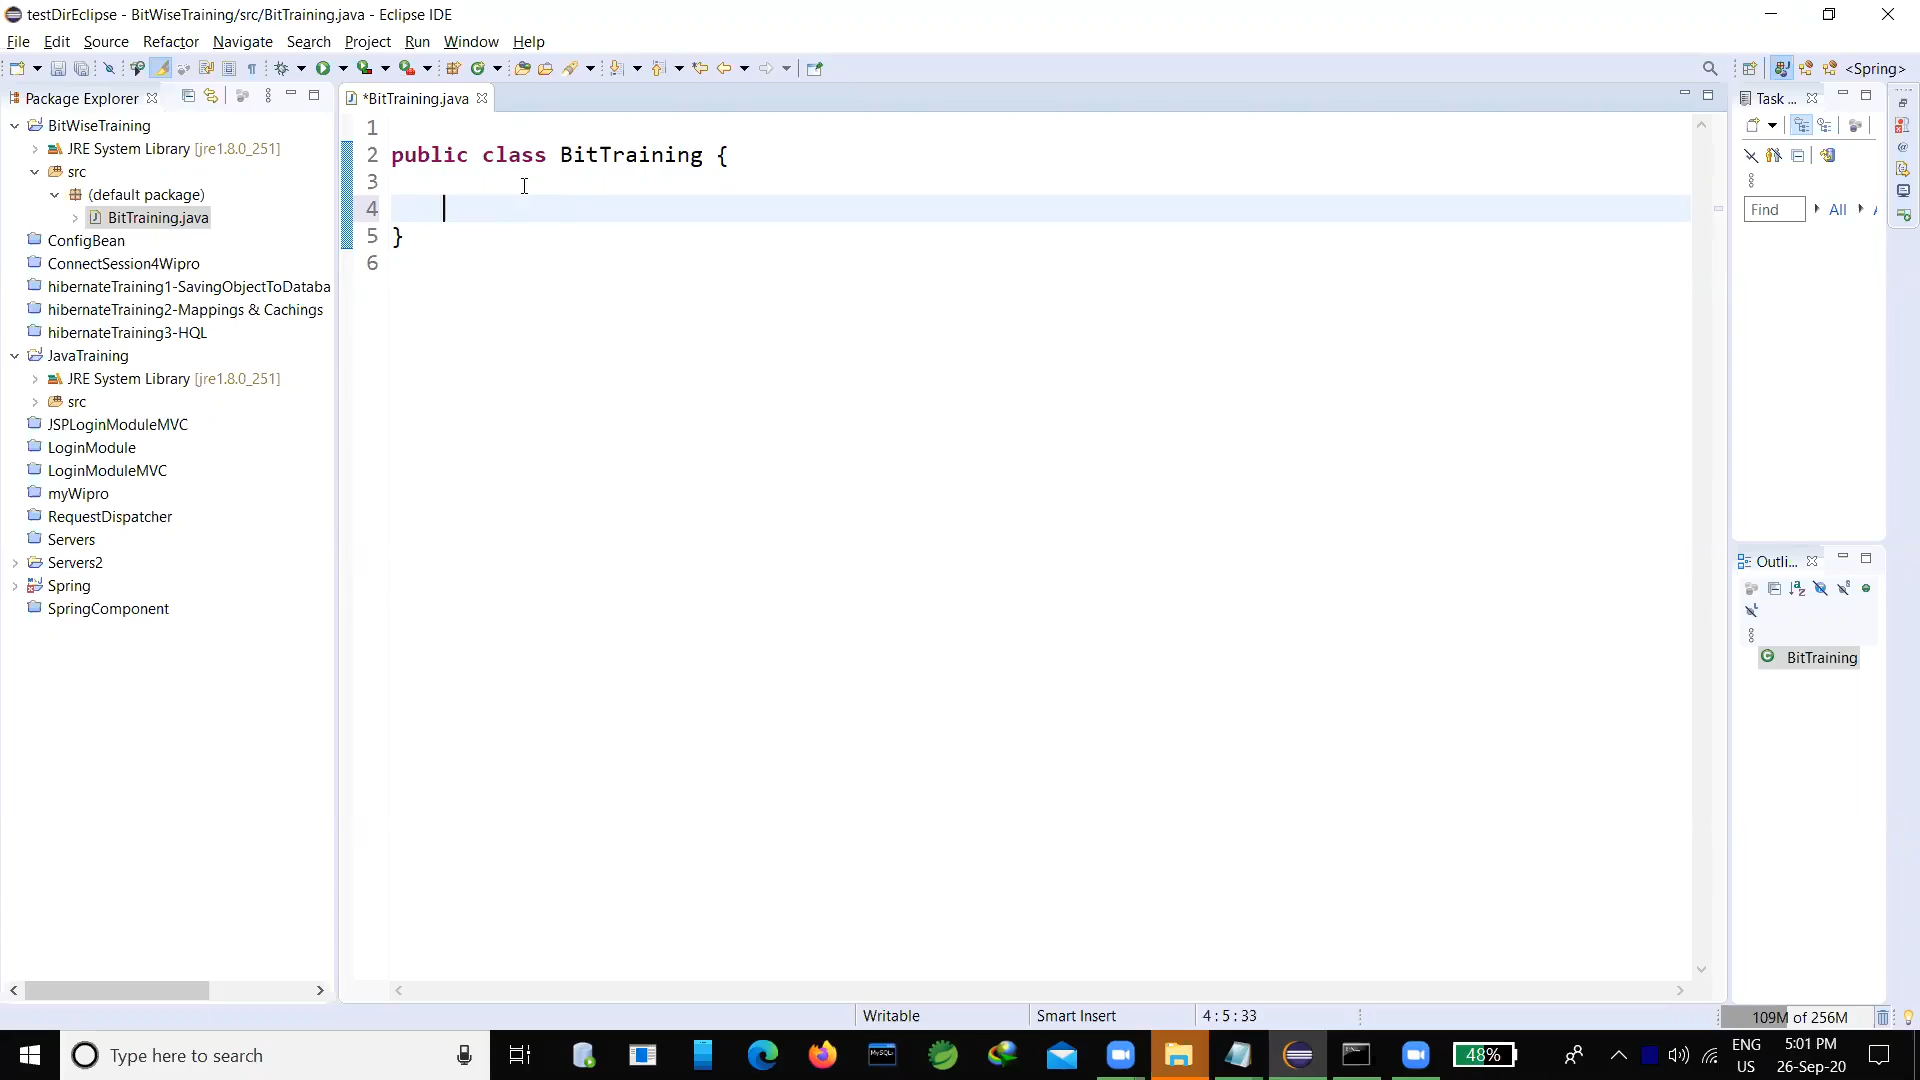 testDirEclipse - BitWiseTraining/src/BitTraining.java - Eclipse IDE
File Edit Source Refactor Navigate Search Project Run Window Help
<Spring>
Package Explorer
*BitTraining.java
Task ...
BitWiseTraining
JRE System Library [jre1.8.0_251]
src
(default package)
BitTraining.java
ConfigBean
ConnectSession4Wipro
hibernateTraining1-SavingObjectToDataba
hibernateTraining2-Mappings & Cachings
hibernateTraining3-HQL
JavaTraining
JRE System Library [jre1.8.0_251]
src
JSPLoginModuleMVC
LoginModule
LoginModuleMVC
myWipro
RequestDispatcher
Servers
Servers2
Spring
SpringComponent
1
2 public class BitTraining {
3
4
5 }
6
Find All
Outli...
BitTraining
Writable Smart Insert 4 : 5 : 33 109M of 256M
Type here to search
MySQL
48%
ENG
US
5:01 PM
26-Sep-20